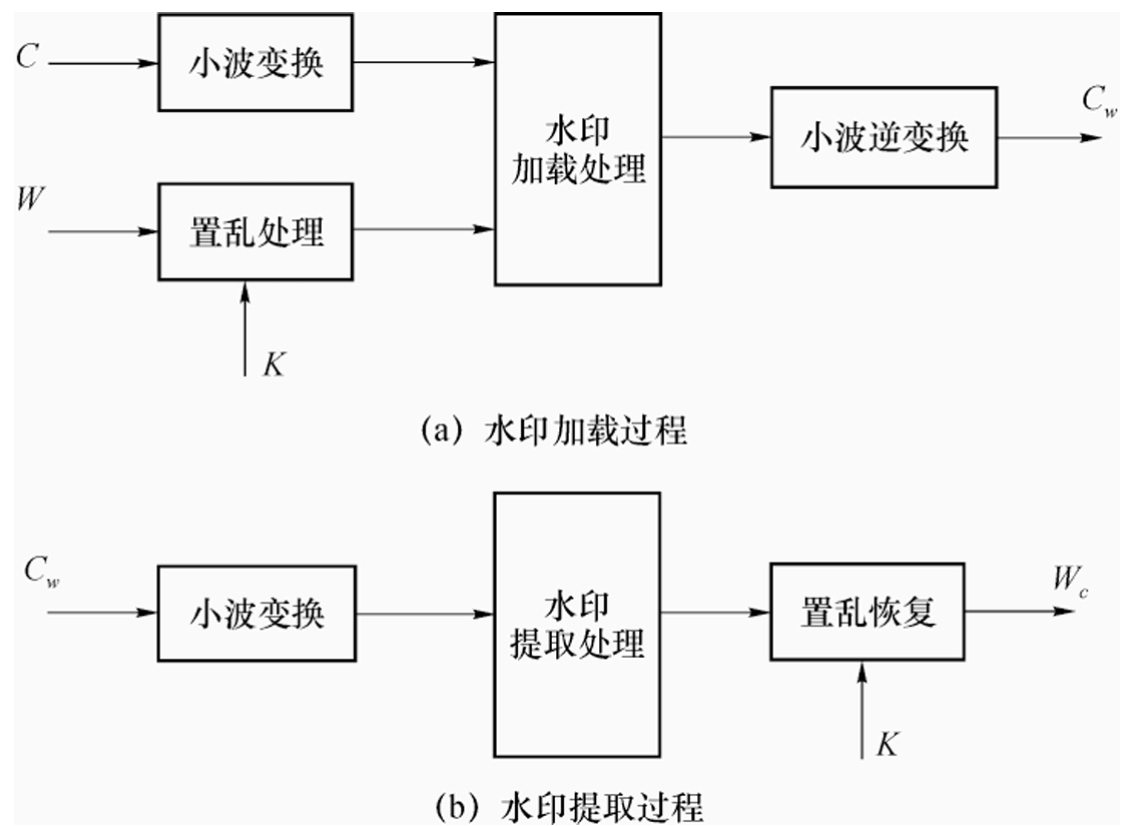 C
小波变换
水印
加载处理
小波逆变换
C_w
W
置乱处理
K
(a) 水印加载过程
C_w
小波变换
水印
提取处理
置乱恢复
W_c
K
(b) 水印提取过程